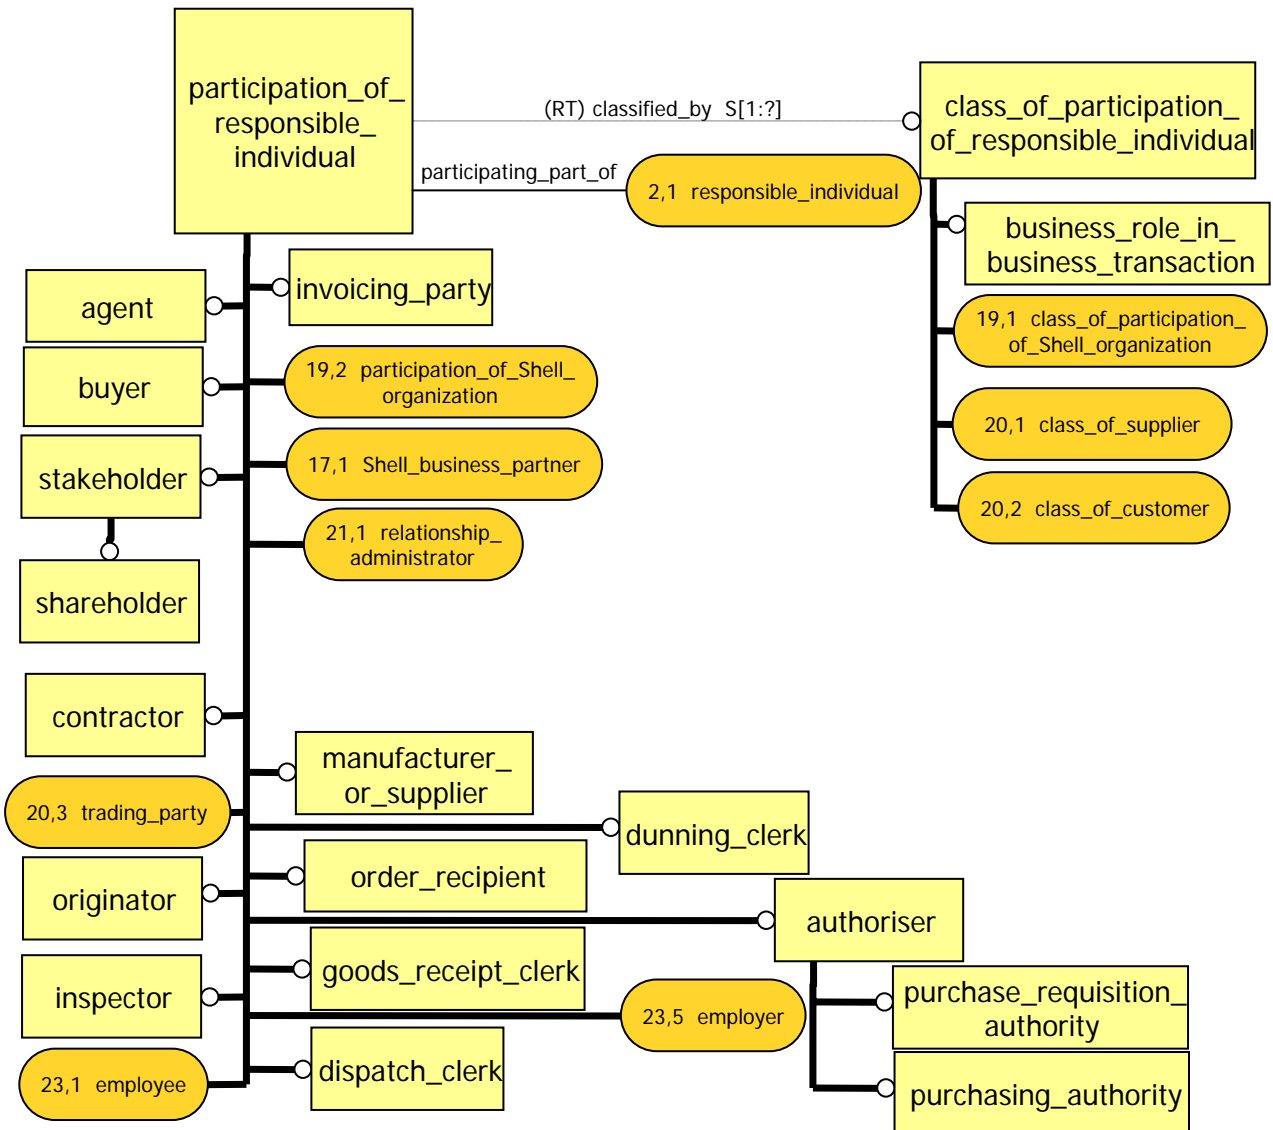 participation_of_
responsible_
individual
(RT) classified_by S[1:?]
class_of_participation_
of_responsible_individual
participating_part_of
2,1 responsible_individual
business_role_in_
business_transaction
invoicing_party
agent
19,1 class_of_participation_
of_Shell_organization
19,2 participation_of_Shell_
organization
buyer
20,1 class_of_supplier
17,1 Shell_business_partner
stakeholder
20,2 class_of_customer
21,1 relationship_
administrator
shareholder
contractor
manufacturer_
or_supplier
20,3 trading_party
dunning_clerk
order_recipient
originator
authoriser
goods_receipt_clerk
inspector
purchase_requisition_
authority
23,5 employer
dispatch_clerk
23,1 employee
purchasing_authority